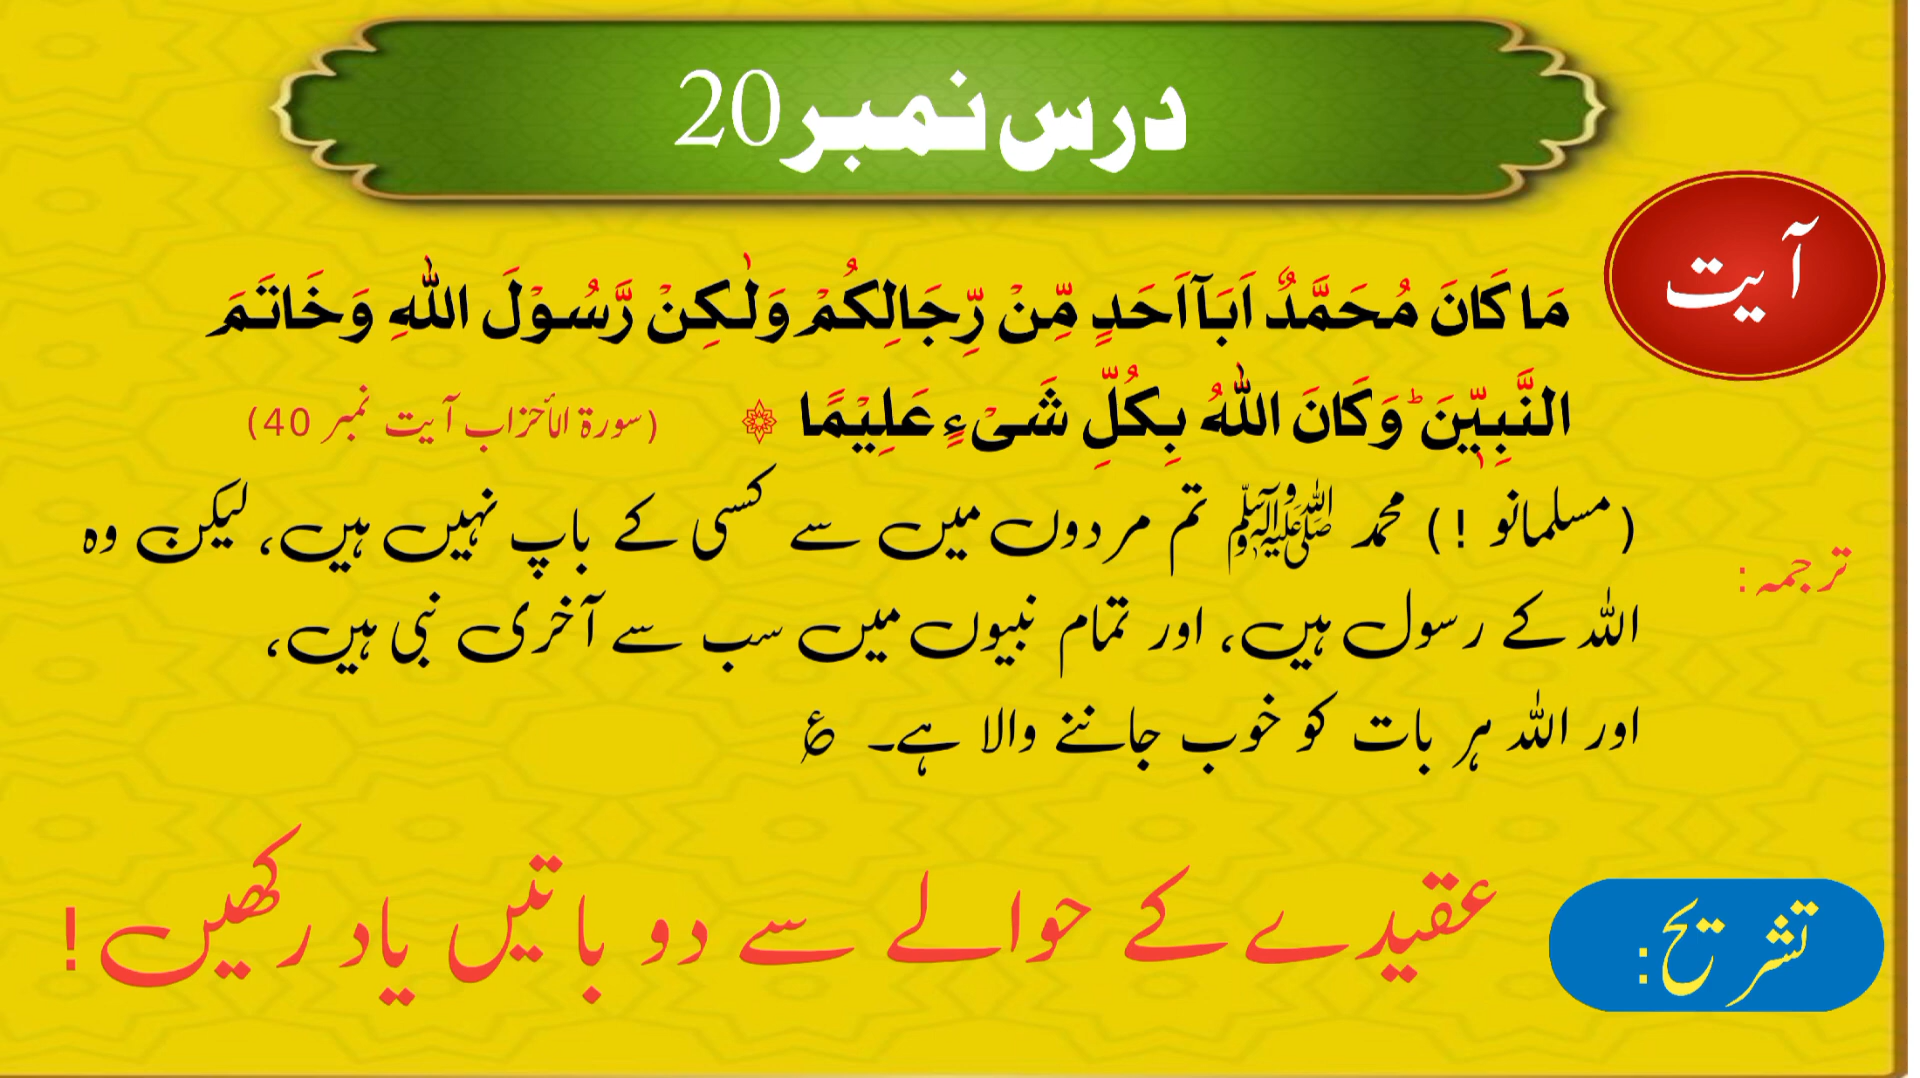 درس نمبر20
آیت
مَا كَانَ مُحَمَّدٌ اَبَآ اَحَدٍ مِّنْ رِّجَالِكُمْ وَلٰكِنْ رَّسُوْلَ اللّٰهِ وَخَاتَمَ
النَّبِيّٖنَ ؕ وَكَانَ اللّٰهُ بِكُلِّ شَىْءٍ عَلِيْمًا ۞ (سورۃ الأحزاب آیت نمبر 40)
ترجمہ:
(مسلمانو !) محمد ﷺ تم مردوں میں سے کسی کے باپ نہیں ہیں، لیکن وہ
اللہ کے رسول ہیں، اور تمام نبیوں میں سب سے آخری نبی ہیں،
اور اللہ ہر بات کو خوب جاننے والا ہے۔ ؏
تشریح:
عقیدے کے حوالے سے دو باتیں یاد رکھیں!